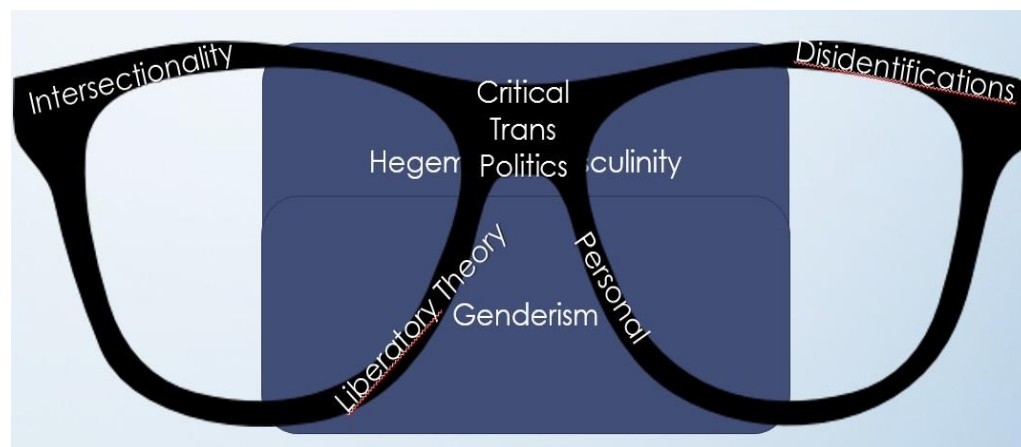 Intersectionality
Disidentifications
Critical
Trans
Politics
Hegem sculinity
Liberatory Theory
Personal
Genderism